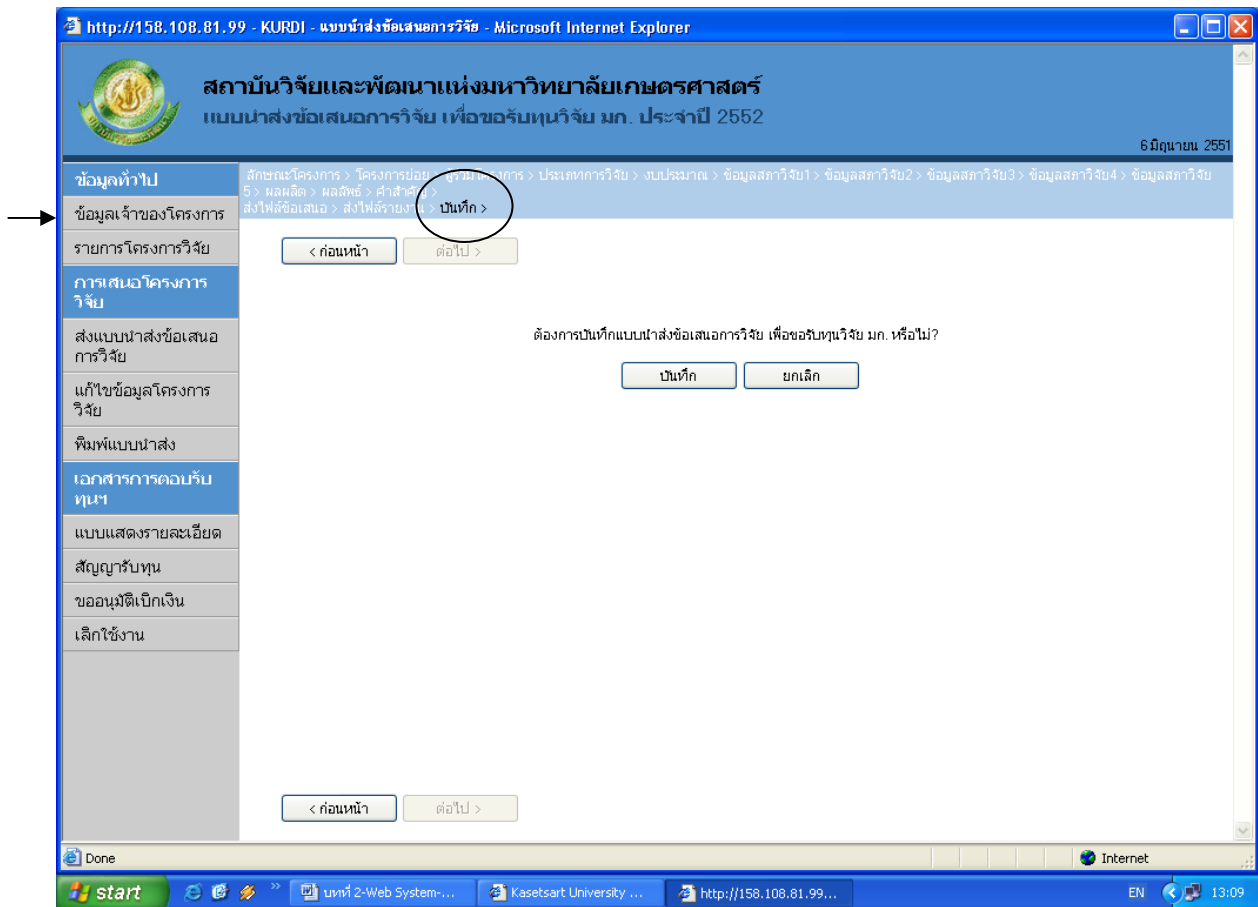 http://158.108.81.99 - KURDI - แบบนำส่งข้อเสนอการวิจัย - Microsoft Internet Explorer
สถาบันวิจัยและพัฒนาแห่งมหาวิทยาลัยเกษตรศาสตร์
แบบนำส่งข้อเสนอการวิจัย เพื่อขอรับทุนวิจัย มก. ประจำปี 2552
6 มิถุนายน 2551
ข้อมูลทั่วไป
ข้อมูลเจ้าของโครงการ
รายการโครงการวิจัย
การเสนอโครงการ
วิจัย
ส่งแบบนำส่งข้อเสนอ
การวิจัย
แก้ไขข้อมูลโครงการ
วิจัย
พิมพ์แบบนำส่ง
เอกสารการตอบรับ
ทุนฯ
แบบแสดงรายละเอียด
สัญญารับทุน
ขออนุมัติเบิกเงิน
เลิกใช้งาน
ลักษณะโครงการ > โครงการย่อย > ผู้ร่วมโครงการ > ประเภทการวิจัย > งบประมาณ > ข้อมูลสภาวิจัย1 > ข้อมูลสภาวิจัย2 > ข้อมูลสภาวิจัย3 > ข้อมูลสภาวิจัย4 > ข้อมูลสภาวิจัย
5 > ผลผลิต > ผลลัพธ์ > คำสำคัญ >
ส่งไฟล์ข้อเสนอ > ส่งไฟล์รายงาน > บันทึก >
< ก่อนหน้า ต่อไป >
ต้องการบันทึกแบบนำส่งข้อเสนอการวิจัย เพื่อขอรับทุนวิจัย มก. หรือไม่?
บันทึก ยกเลิก
< ก่อนหน้า ต่อไป >
Done Internet
start บทที่ 2-Web System-... Kasetsart University ... http://158.108.81.99... EN 13:09